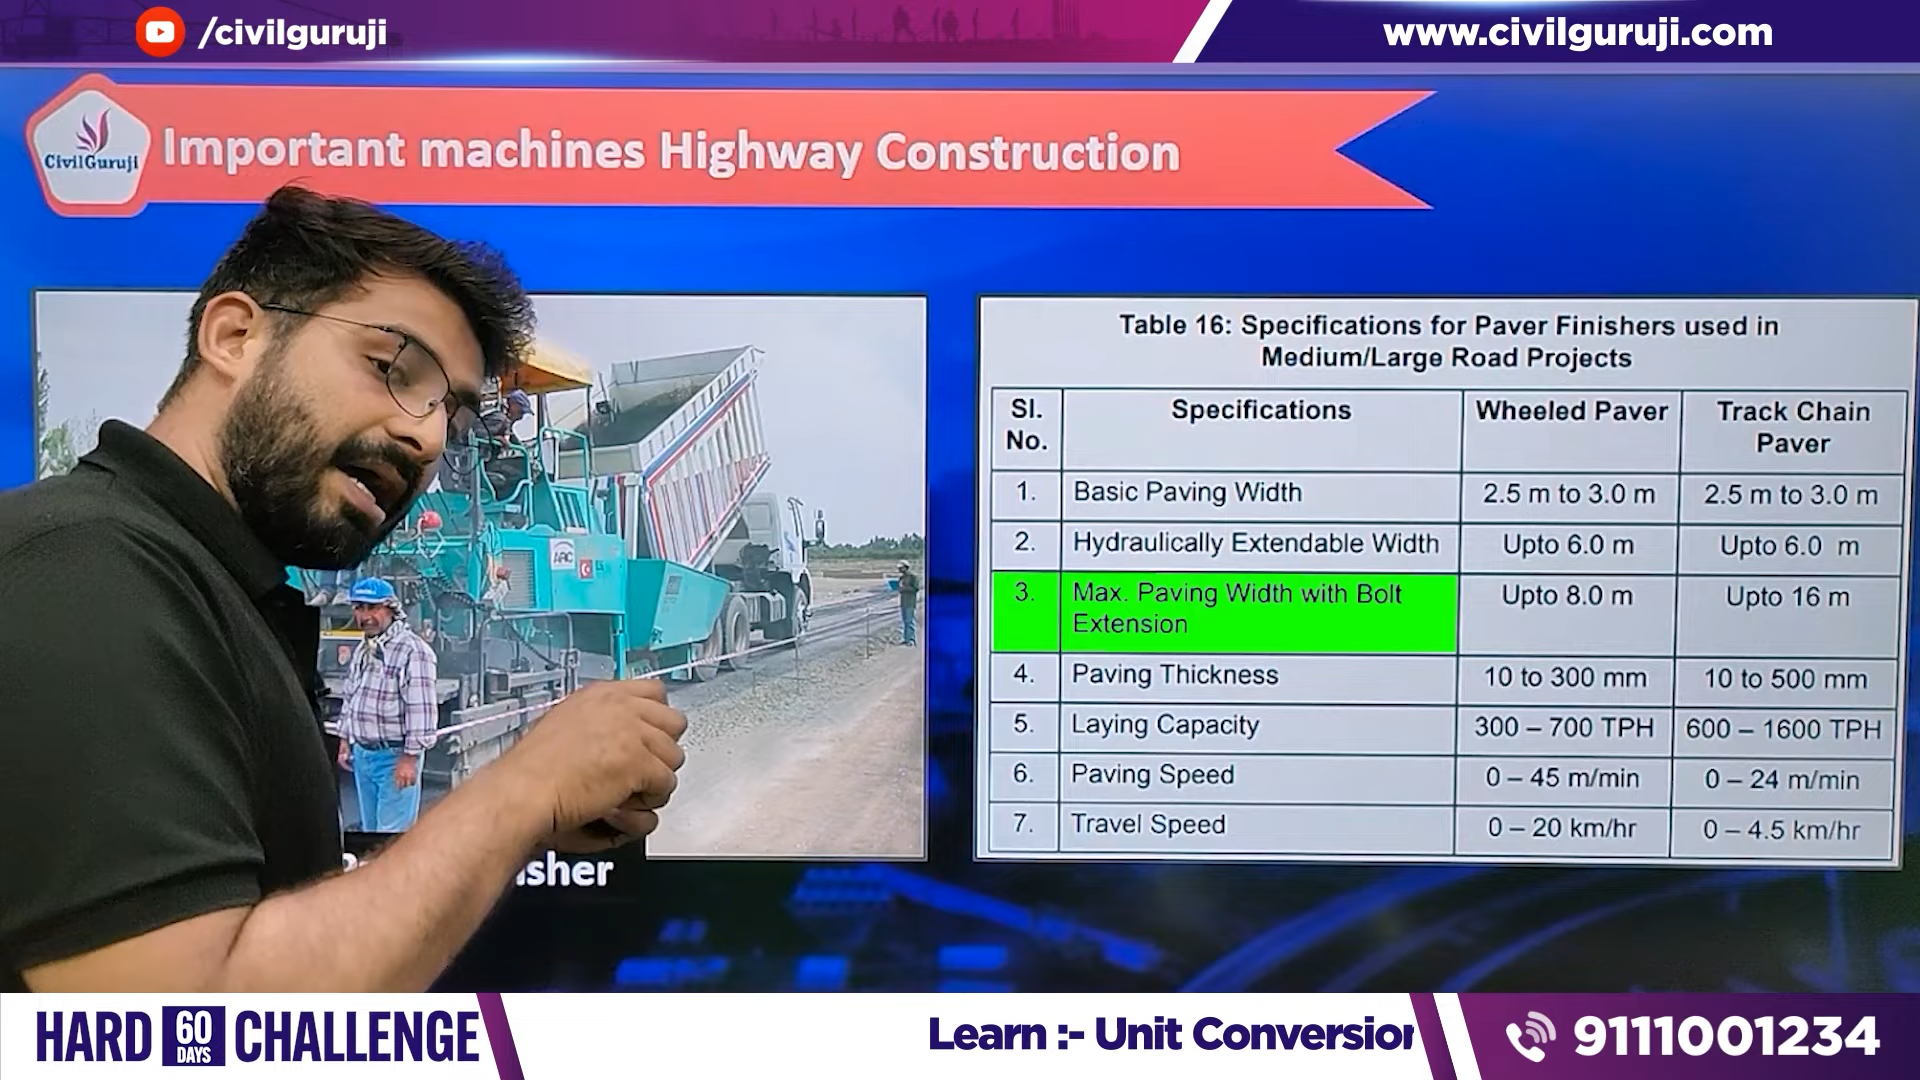 /civilguruji
www.civilguruji.com
CivilGuruji
Important machines Highway Construction
Table 16: Specifications for Paver Finishers used in
Medium/Large Road Projects
Sl. No. Specifications Wheeled Paver Track Chain Paver
1. Basic Paving Width 2.5 m to 3.0 m 2.5 m to 3.0 m
2. Hydraulically Extendable Width Upto 6.0 m Upto 6.0 m
3. Max. Paving Width with Bolt Extension Upto 8.0 m Upto 16 m
4. Paving Thickness 10 to 300 mm 10 to 500 mm
5. Laying Capacity 300 – 700 TPH 600 – 1600 TPH
6. Paving Speed 0 – 45 m/min 0 – 24 m/min
7. Travel Speed 0 – 20 km/hr 0 – 4.5 km/hr
HARD 60 DAYS CHALLENGE
Learn :- Unit Conversion
9111001234